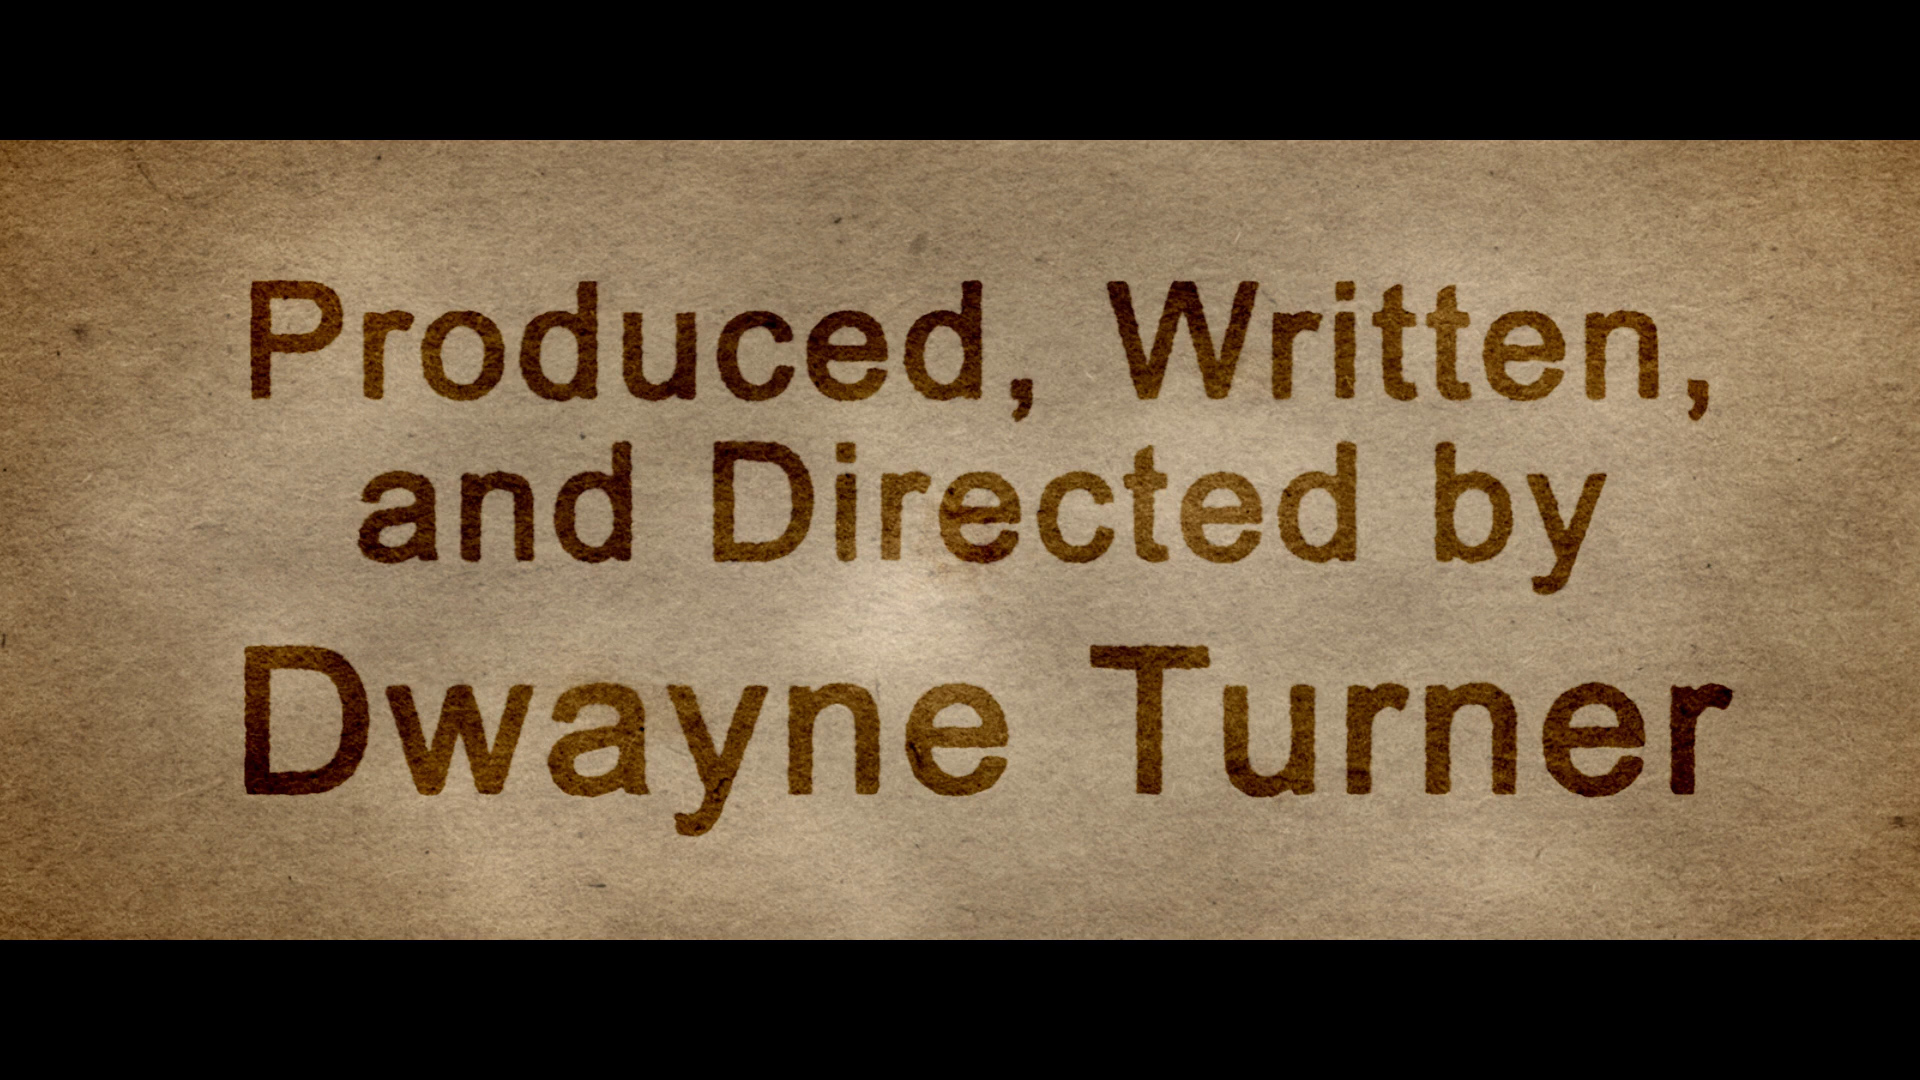 Produced, Written,
and Directed by
Dwayne Turner